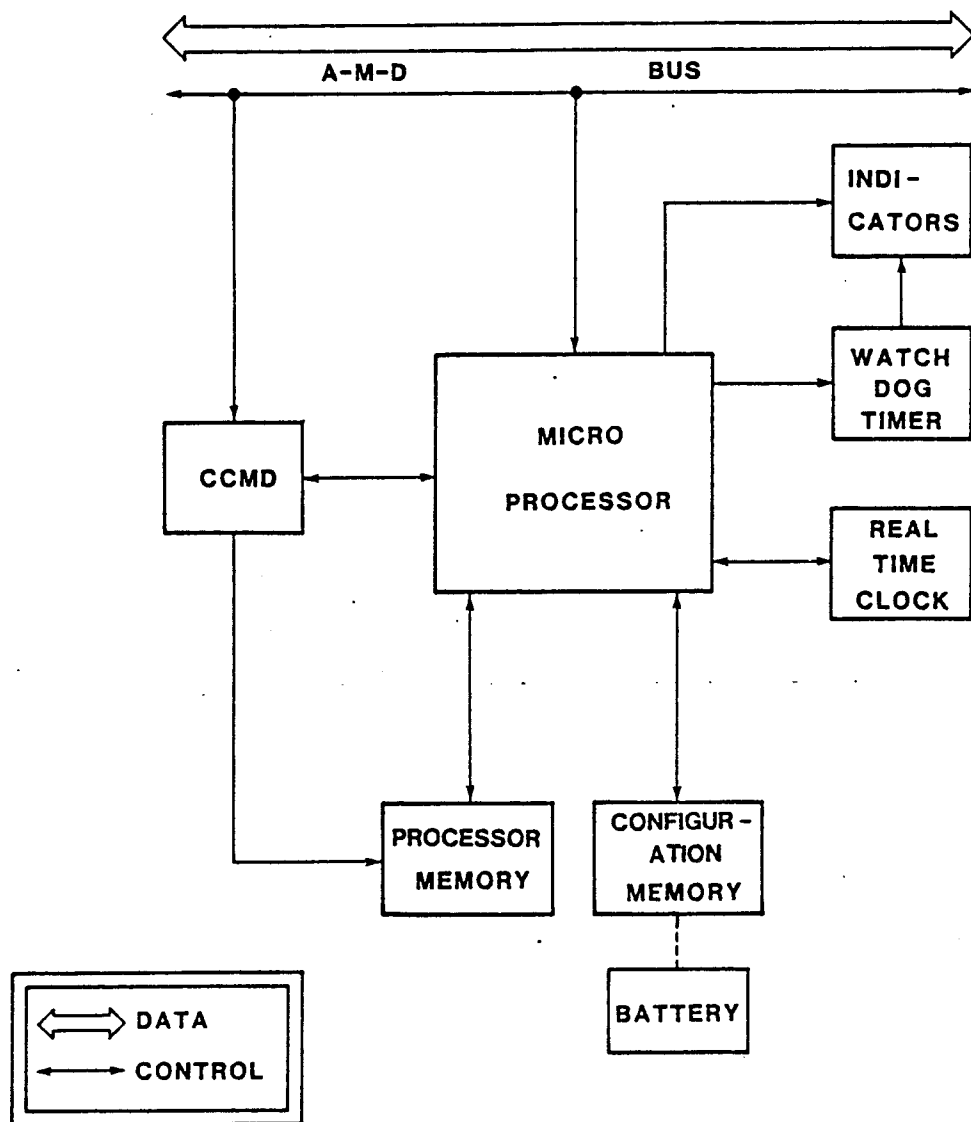 A-M-D BUS
INDI-
CATORS
WATCH
DOG
TIMER
MICRO
PROCESSOR
CCMD
REAL
TIME
CLOCK
PROCESSOR
MEMORY
CONFIGUR-
ATION
MEMORY
BATTERY
DATA
CONTROL